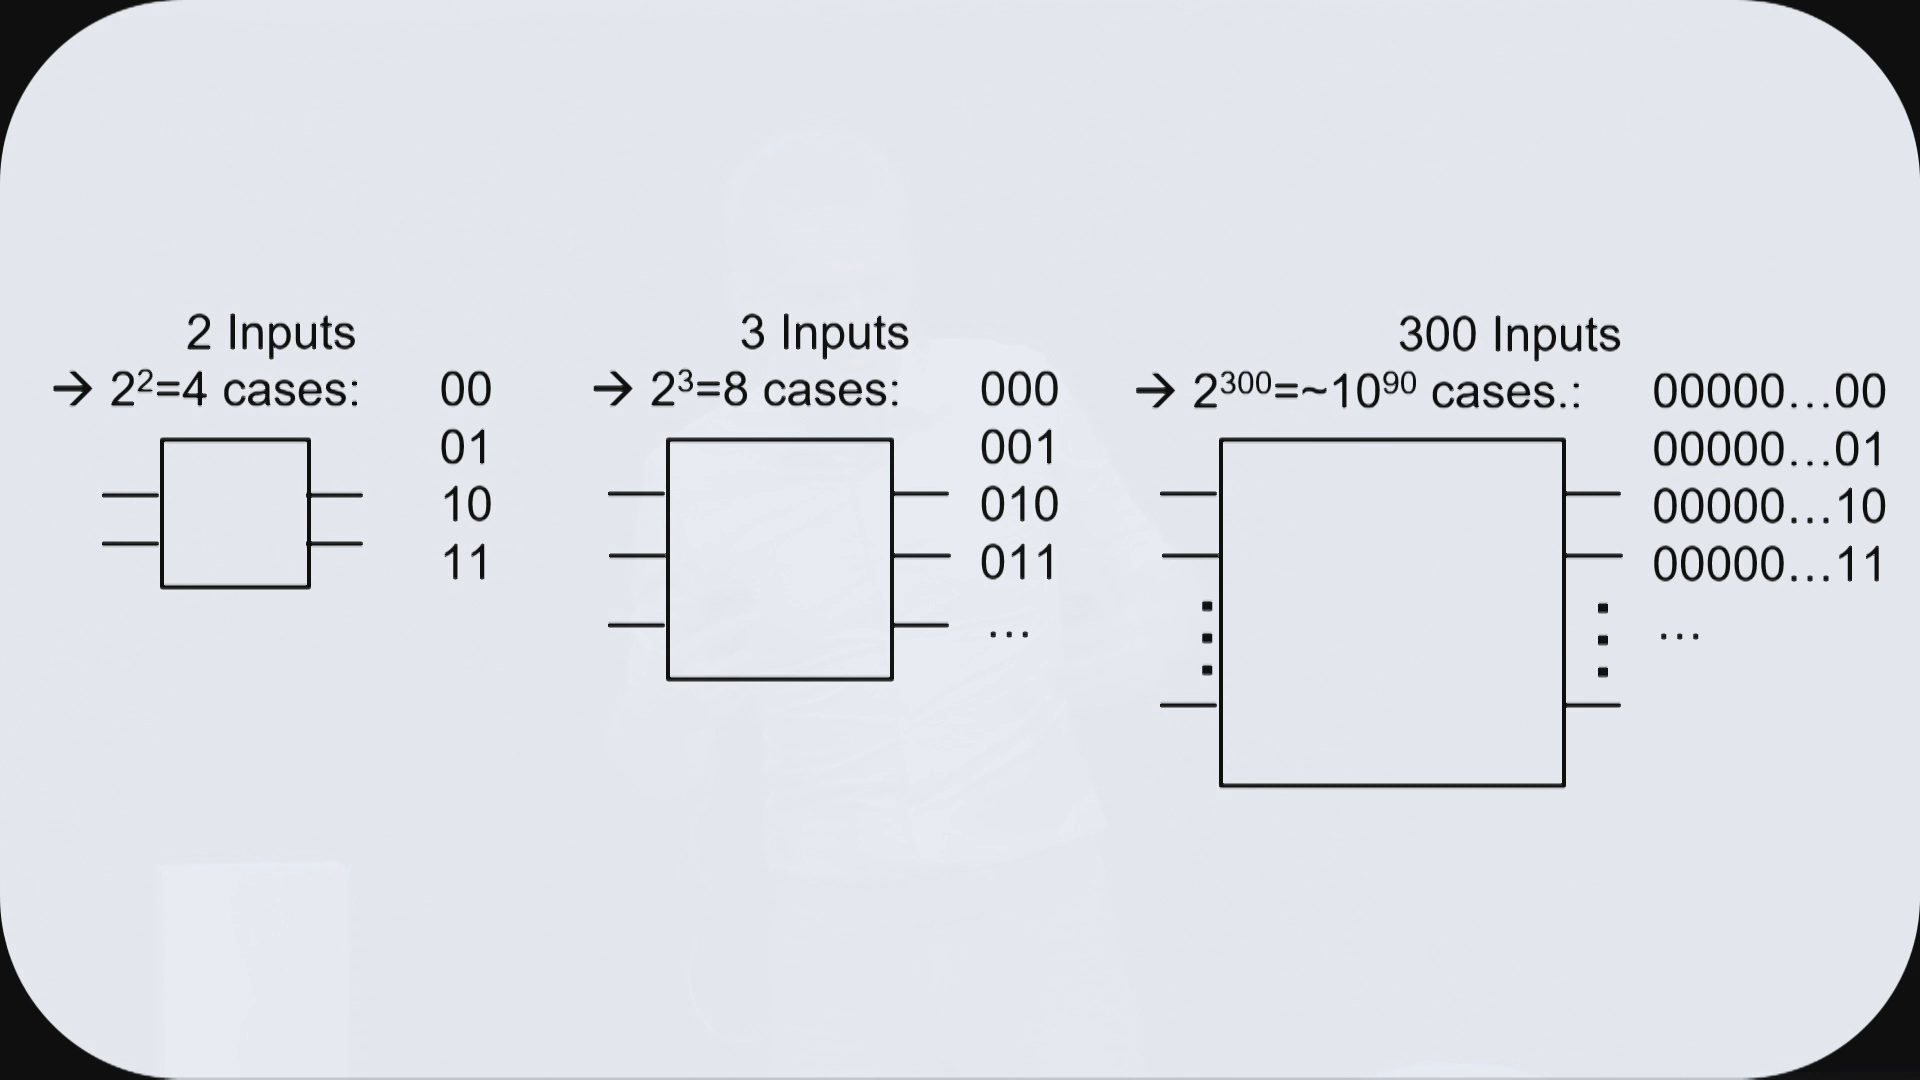 2 Inputs
→ 2²=4 cases:
00
01
10
11
3 Inputs
→ 2³=8 cases:
000
001
010
011
...
300 Inputs
→ 2³⁰⁰=~10⁹⁰ cases.:
00000...00
00000...01
00000...10
00000...11
...